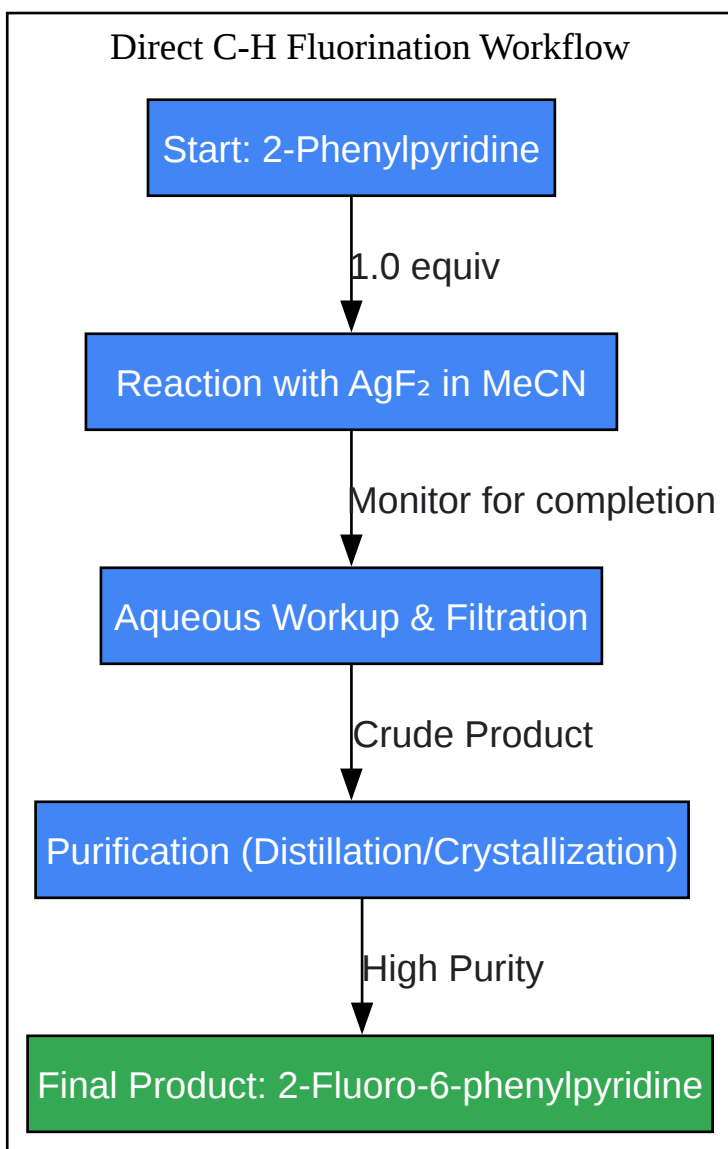 Direct C-H Fluorination Workflow
Start: 2-Phenylpyridine
1.0 equiv
Reaction with AgF₂ in MeCN
Monitor for completion
Aqueous Workup & Filtration
Crude Product
Purification (Distillation/Crystallization)
High Purity
Final Product: 2-Fluoro-6-phenylpyridine